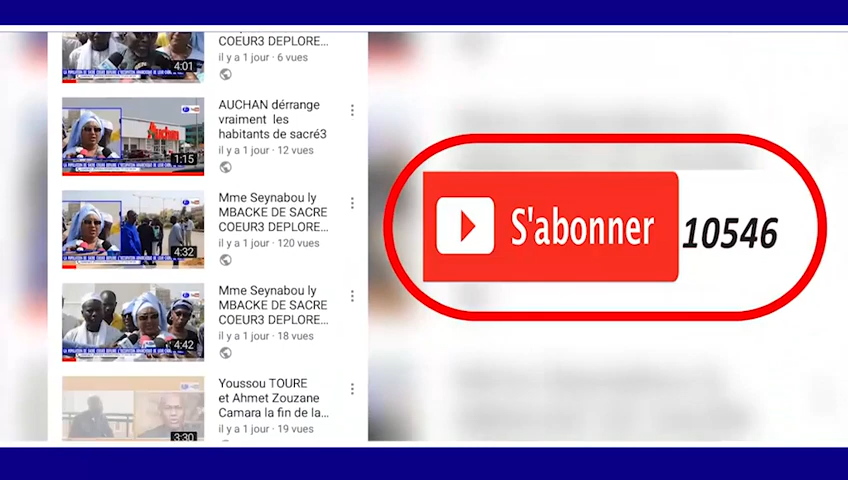 COEUR3 DEPLORE...
il y a 1 jour · 6 vues
4:01
AUCHAN dérrange
vraiment les
habitants de sacré3
il y a 1 jour · 12 vues
Auchan
1:15
Mme Seynabou ly
MBACKE DE SACRE
COEUR3 DEPLORE...
il y a 1 jour · 120 vues
4:32
Mme Seynabou ly
MBACKE DE SACRE
COEUR3 DEPLORE...
il y a 1 jour · 18 vues
4:42
Youssou TOURE
et Ahmet Zouzane
Camara la fin de la...
il y a 1 jour · 19 vues
3:30
S'abonner
10546